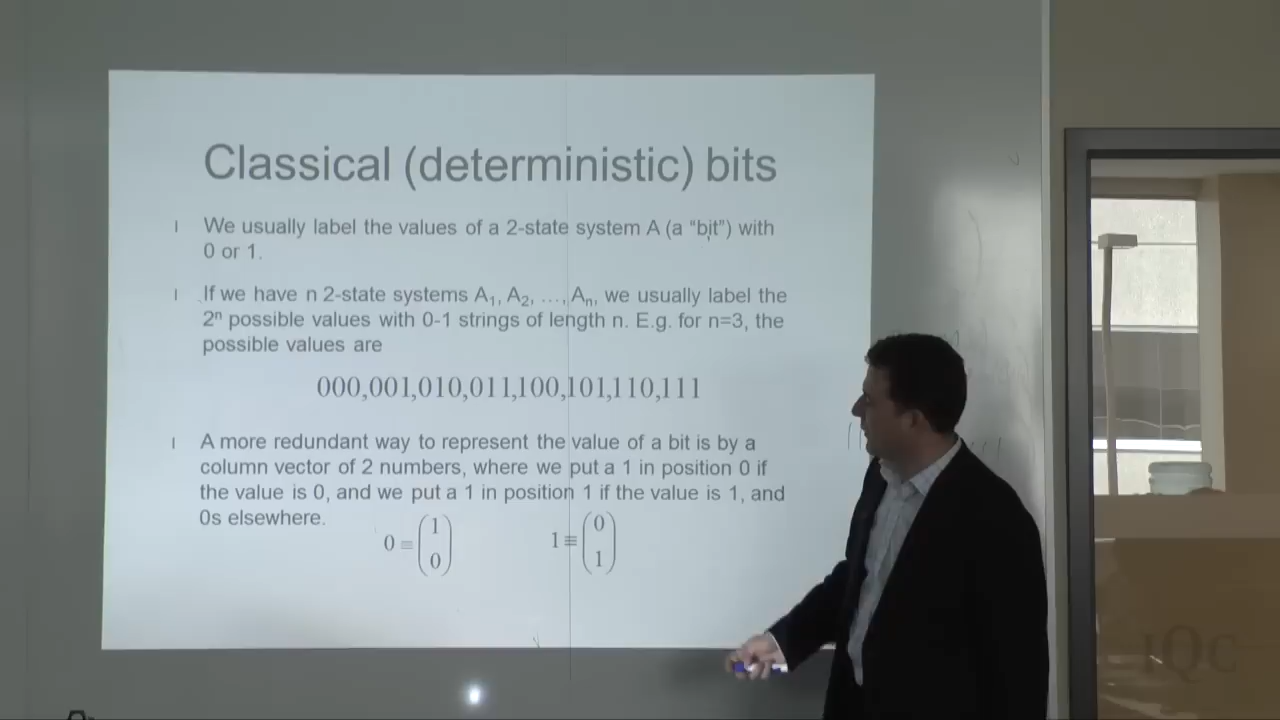 Classical (deterministic) bits
We usually label the values of a 2-state system A (a “bit”) with
0 or 1.
If we have n 2-state systems A₁, A₂, …, Aₙ, we usually label the
2ⁿ possible values with 0-1 strings of length n. E.g. for n=3, the
possible values are
000,001,010,011,100,101,110,111
A more redundant way to represent the value of a bit is by a
column vector of 2 numbers, where we put a 1 in position 0 if
the value is 0, and we put a 1 in position 1 if the value is 1, and
0s elsewhere.
0 ≡ (1 0) 1 ≡ (0 1)
IQC